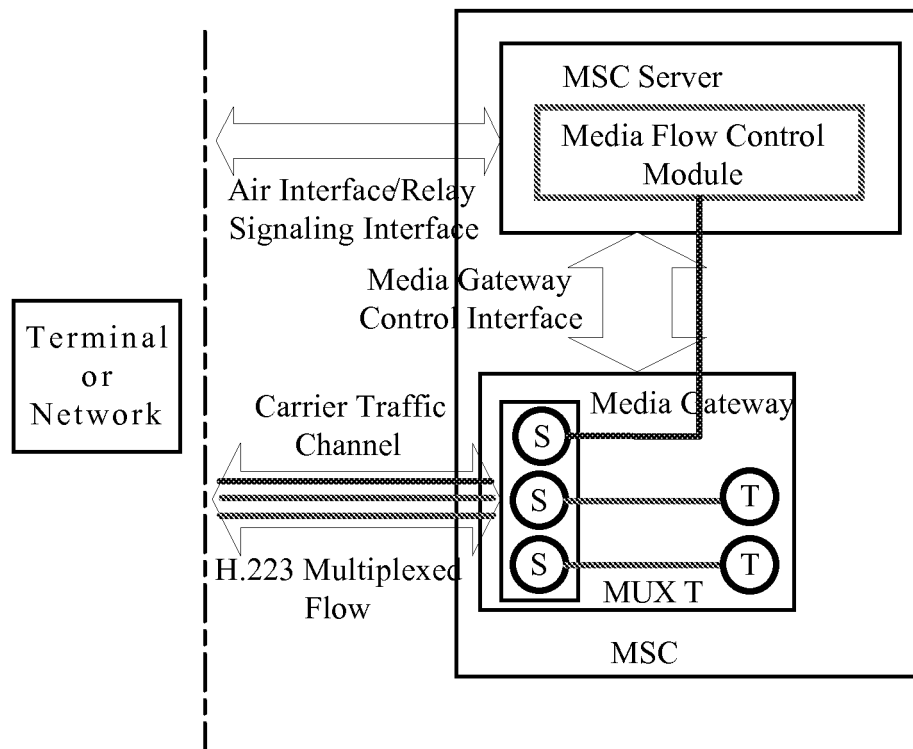 MSC Server
Media Flow Control
Module
Air Interface/Relay
Signaling Interface
Media Gateway
Control Interface
Terminal
or
Network
Carrier Traffic
Channel
Media Gateway
S
S
T
S
T
H.223 Multiplexed
Flow
MUX T
MSC